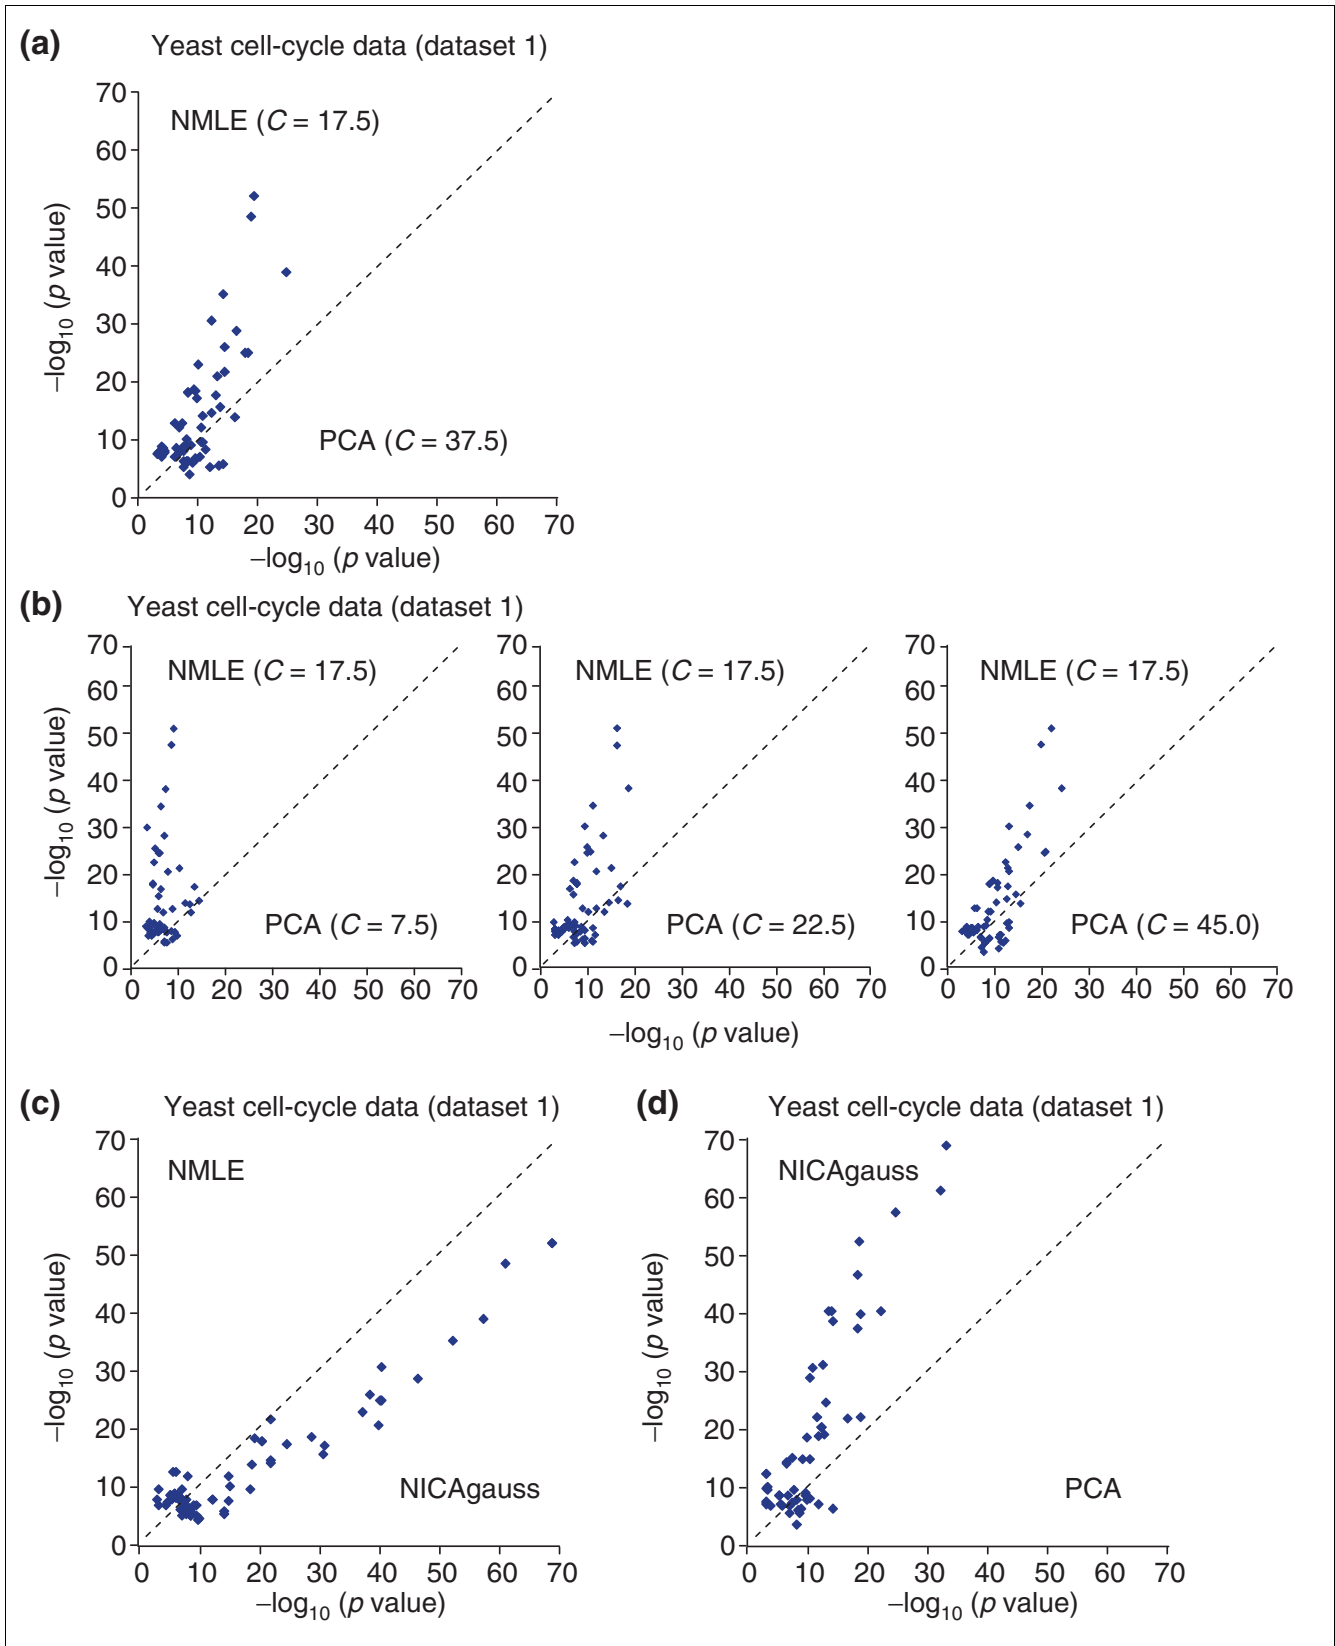 (a) Yeast cell-cycle data (dataset 1)
70
60
50
40
30
20
10
0
–log10 (p value)
NMLE (C = 17.5)
PCA (C = 37.5)
0 10 20 30 40 50 60 70
–log10 (p value)
(b) Yeast cell-cycle data (dataset 1)
70
60
50
40
30
20
10
0
–log10 (p value)
NMLE (C = 17.5)
PCA (C = 7.5)
0 10 20 30 40 50 60 70
70
60
50
40
30
20
10
0
NMLE (C = 17.5)
PCA (C = 22.5)
0 10 20 30 40 50 60 70
70
60
50
40
30
20
10
0
NMLE (C = 17.5)
PCA (C = 45.0)
0 10 20 30 40 50 60 70
–log10 (p value)
(c) Yeast cell-cycle data (dataset 1)
70
60
50
40
30
20
10
0
–log10 (p value)
NMLE
NICAgauss
0 10 20 30 40 50 60 70
–log10 (p value)
(d) Yeast cell-cycle data (dataset 1)
70
60
50
40
30
20
10
0
–log10 (p value)
NICAgauss
PCA
0 10 20 30 40 50 60 70
–log10 (p value)